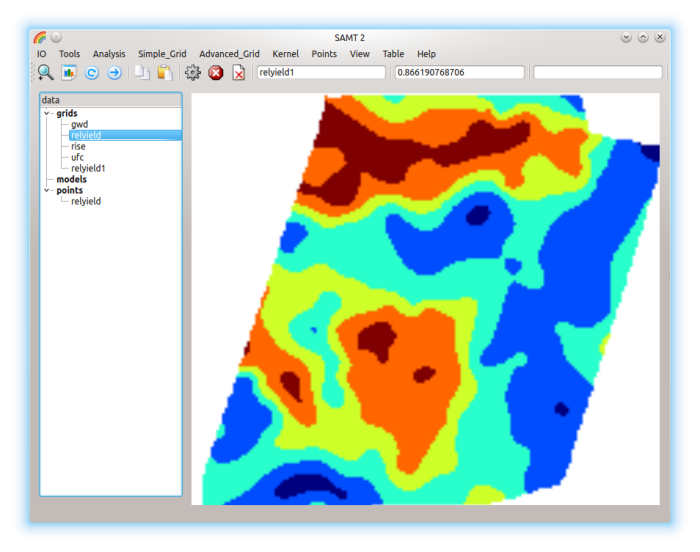 SAMT 2
IO Tools Analysis Simple_Grid Advanced_Grid Kernel Points View Table Help
relyield1 0.866190768706
data
grids
gwd
relyield
rise
ufc
relyield1
models
points
relyield